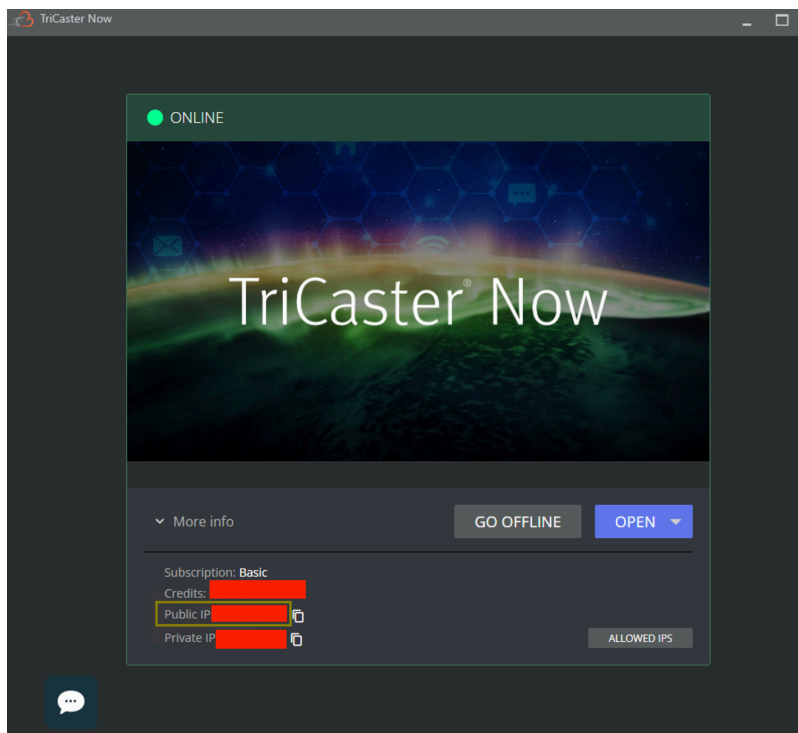 TriCaster Now
ONLINE
TriCaster® Now
More info
GO OFFLINE
OPEN
Subscription: Basic
Credits:
Public IP
Private IP
ALLOWED IPS